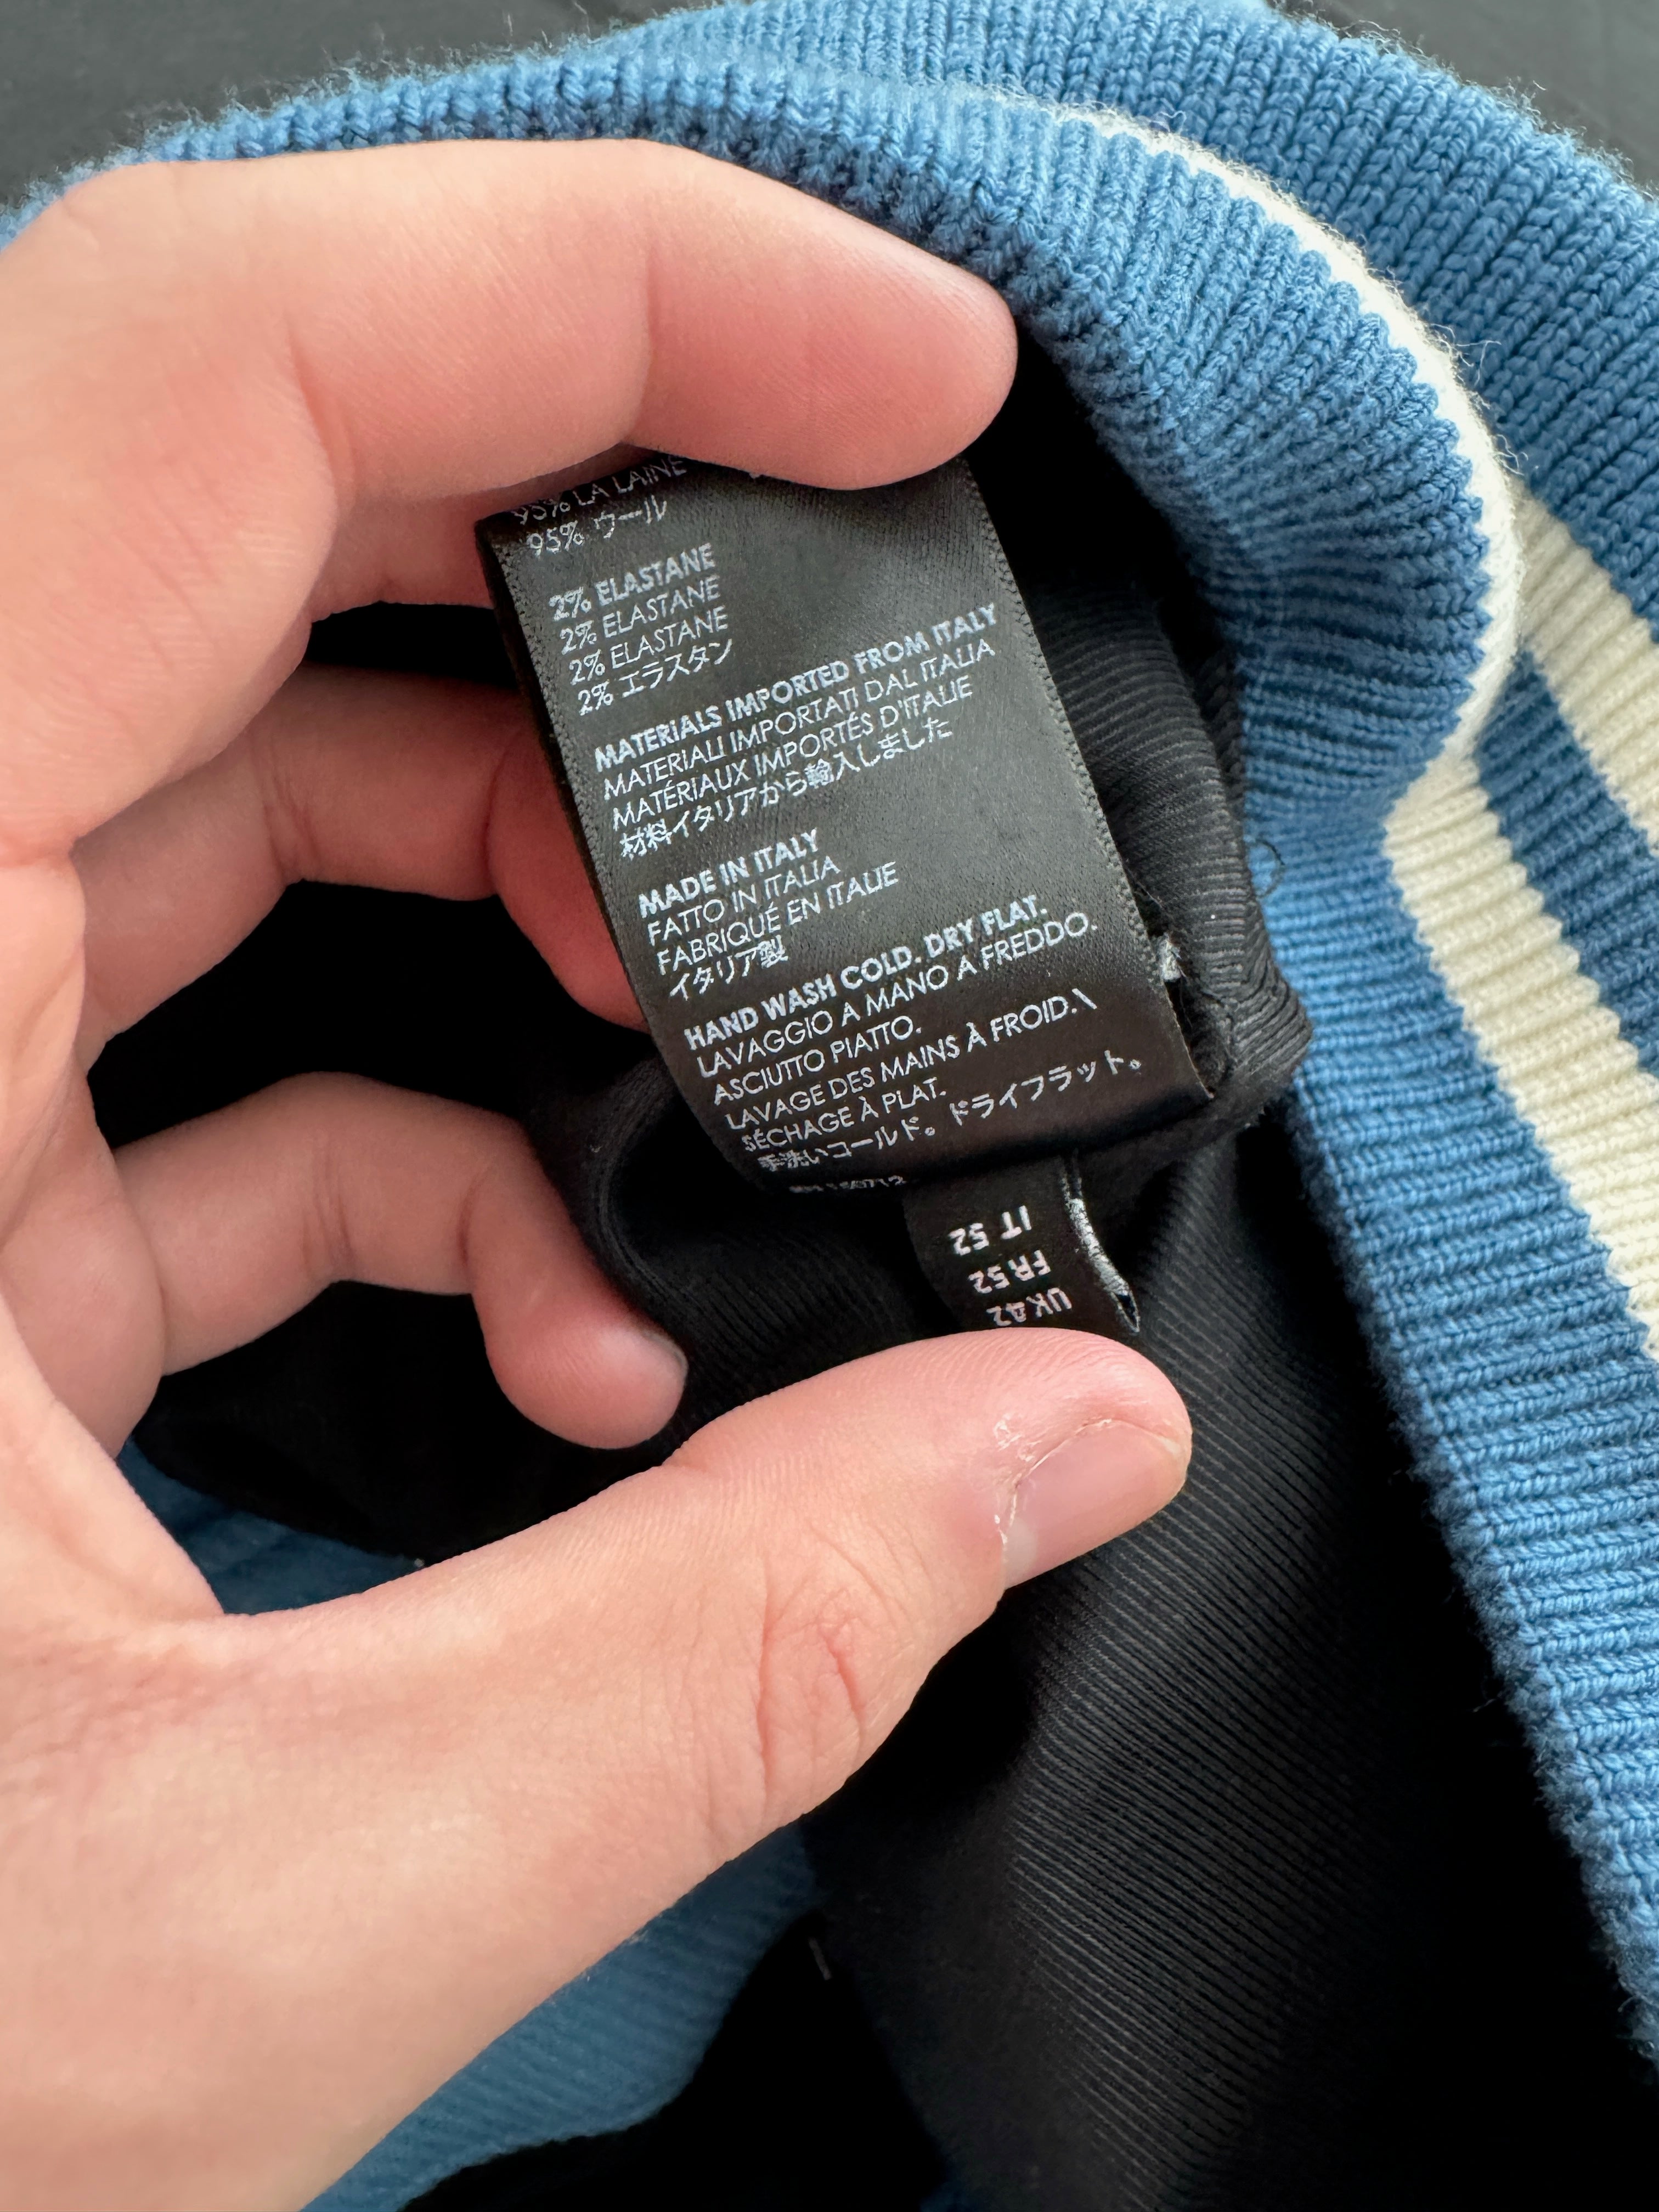 95% LA LAINE
95% ウール
2% ELASTANE
2% ELASTANE
2% ELASTANE
2% エラスタン
MATERIALS IMPORTED FROM ITALY
MATERIALI IMPORTATI DAL ITALIA
MATÉRIAUX IMPORTÉS D'ITALIE
材料イタリアから輸入しました
MADE IN ITALY
FATTO IN ITALIA
FABRIQUÉ EN ITALIE
イタリア製
HAND WASH COLD. DRY FLAT.
LAVAGGIO A MANO A FREDDO.
ASCIUTTO PIATTO.
LAVAGE DES MAINS À FROID.\
SÉCHAGE À PLAT.
手洗いコールド。ドライフラット。
IT 52
FR 52
UK42